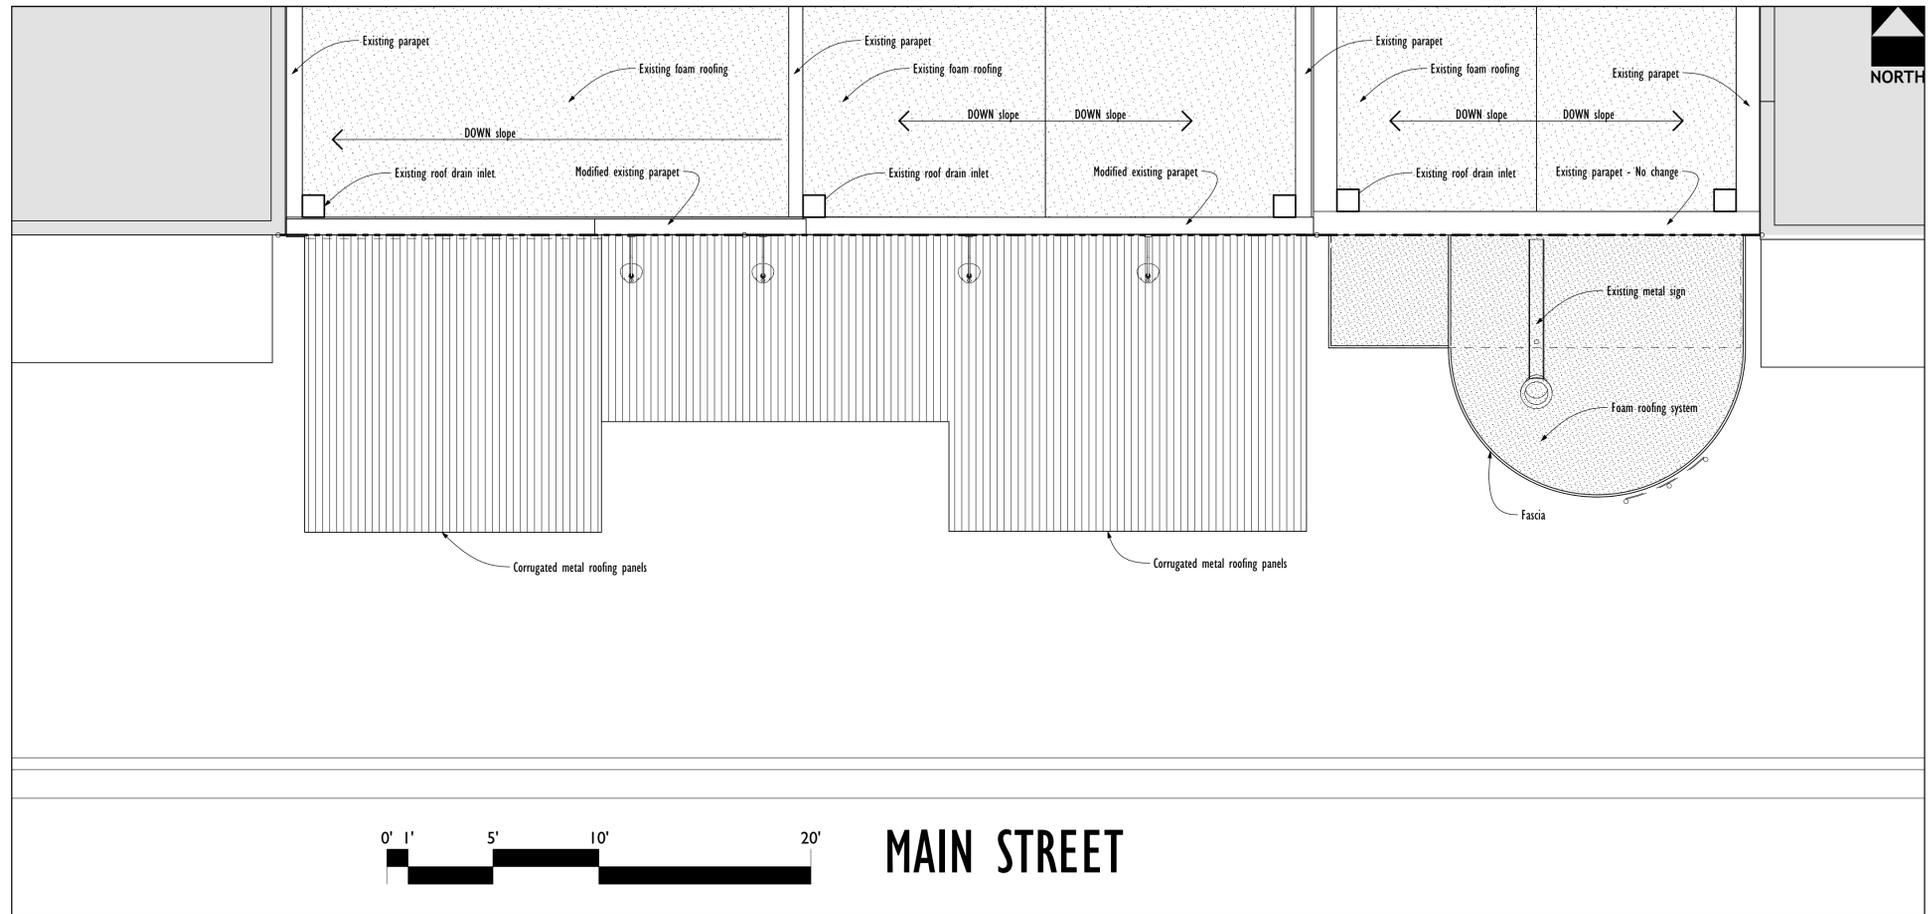 Existing parapet
Existing parapet
Existing parapet
Existing foam roofing
Existing foam roofing
Existing foam roofing
Existing parapet
NORTH
DOWN slope
DOWN slope
DOWN slope
DOWN slope
DOWN slope
Existing roof drain inlet
Modified existing parapet
Existing roof drain inlet
Modified existing parapet
Existing roof drain inlet
Existing parapet - No change
Existing metal sign
Foam roofing system
Fascia
Corrugated metal roofing panels
Corrugated metal roofing panels
0' 1' 5' 10' 20'
MAIN STREET